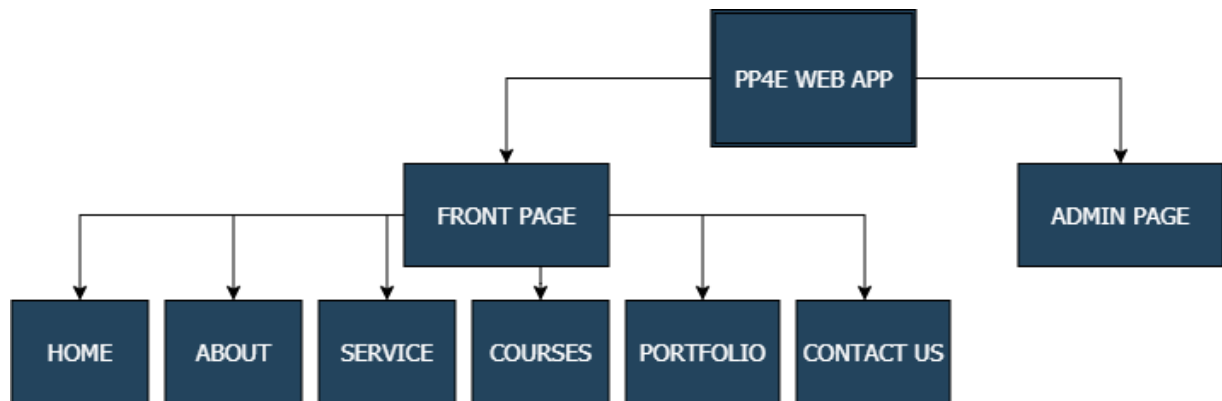 PP4E WEB APP
FRONT PAGE
ADMIN PAGE
HOME
ABOUT
SERVICE
COURSES
PORTFOLIO
CONTACT US